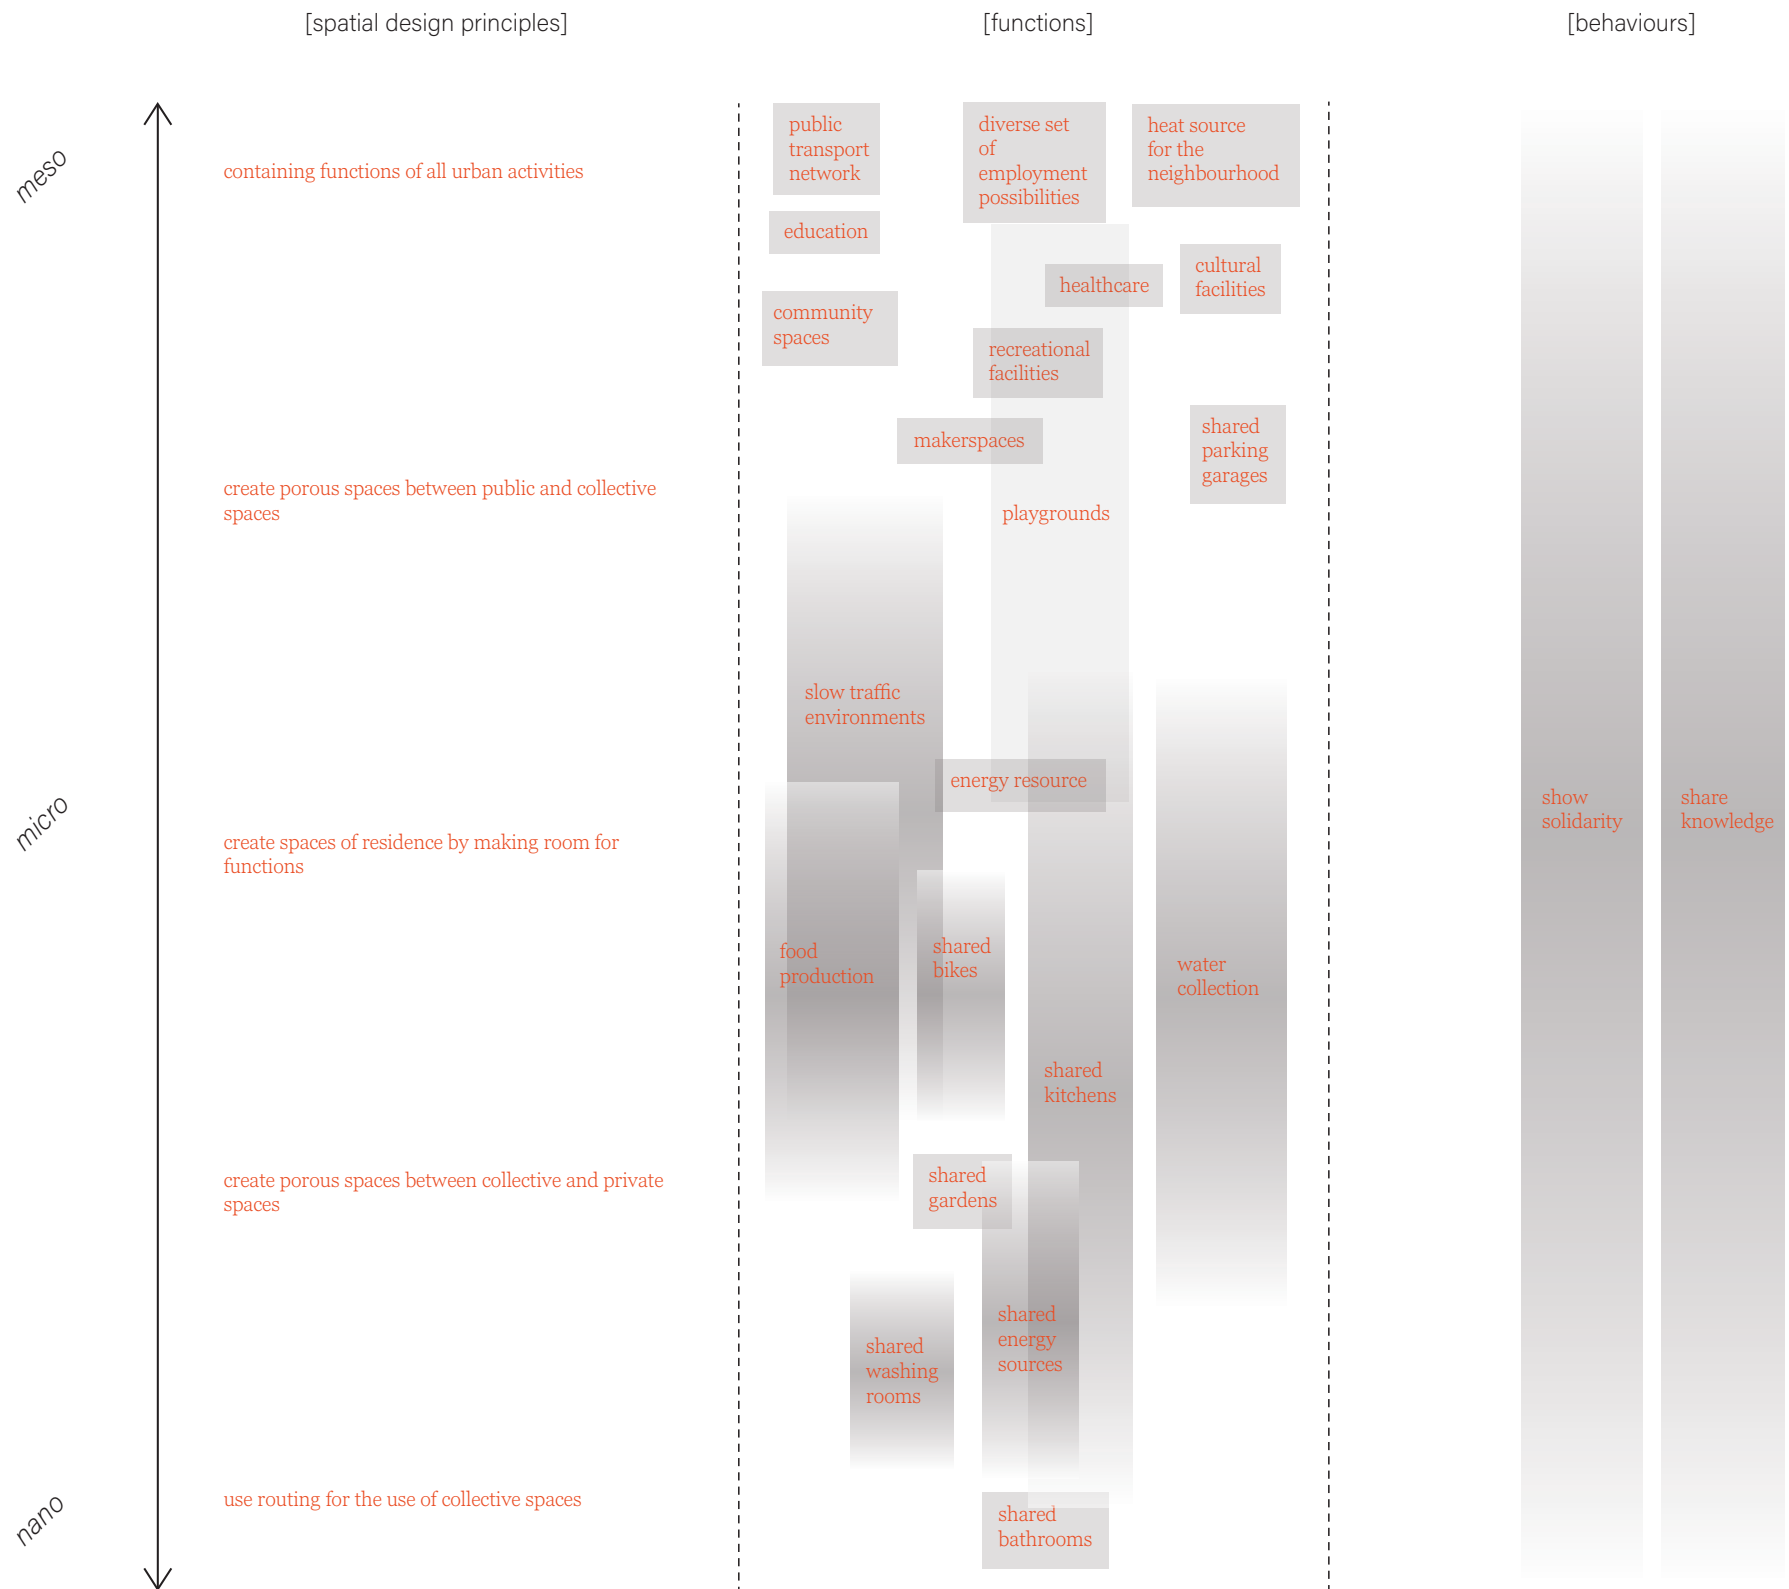 [spatial design principles]
[functions]
[behaviours]
meso
micro
nano
containing functions of all urban activities
create porous spaces between public and collective
spaces
create spaces of residence by making room for
functions
create porous spaces between collective and private
spaces
use routing for the use of collective spaces
public
transport
network
diverse set
of
employment
possibilities
heat source
for the
neighbourhood
education
healthcare
cultural
facilities
community
spaces
recreational
facilities
makerspaces
shared
parking
garages
playgrounds
slow traffic
environments
energy resource
food
production
shared
bikes
water
collection
shared
kitchens
shared
gardens
shared
energy
sources
shared
washing
rooms
shared
bathrooms
show
solidarity
share
knowledge